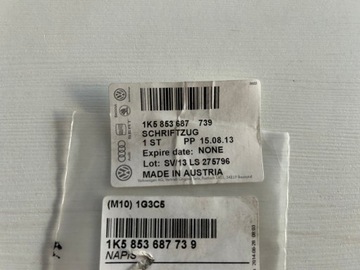 1K5 853 687 739
SCHRIFTZUG
1 ST PP 15.08.13
Expire date: NONE
Lot: SV/13 LS 275796
MADE IN AUSTRIA
(M10) 1G3C5
1K5 853 687 73 9
NAPIS